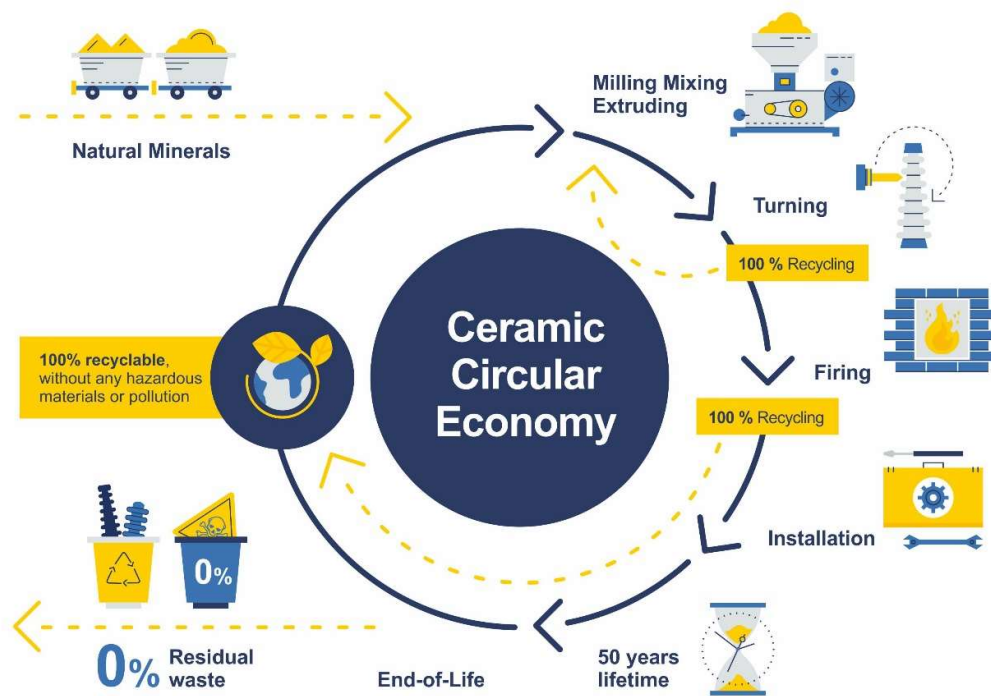 Natural Minerals
Milling Mixing
Extruding
Turning
100 % Recycling
Firing
100 % Recycling
Installation
50 years
lifetime
End-of-Life
0%
0% Residual
waste
100% recyclable,
without any hazardous
materials or pollution
Ceramic
Circular
Economy